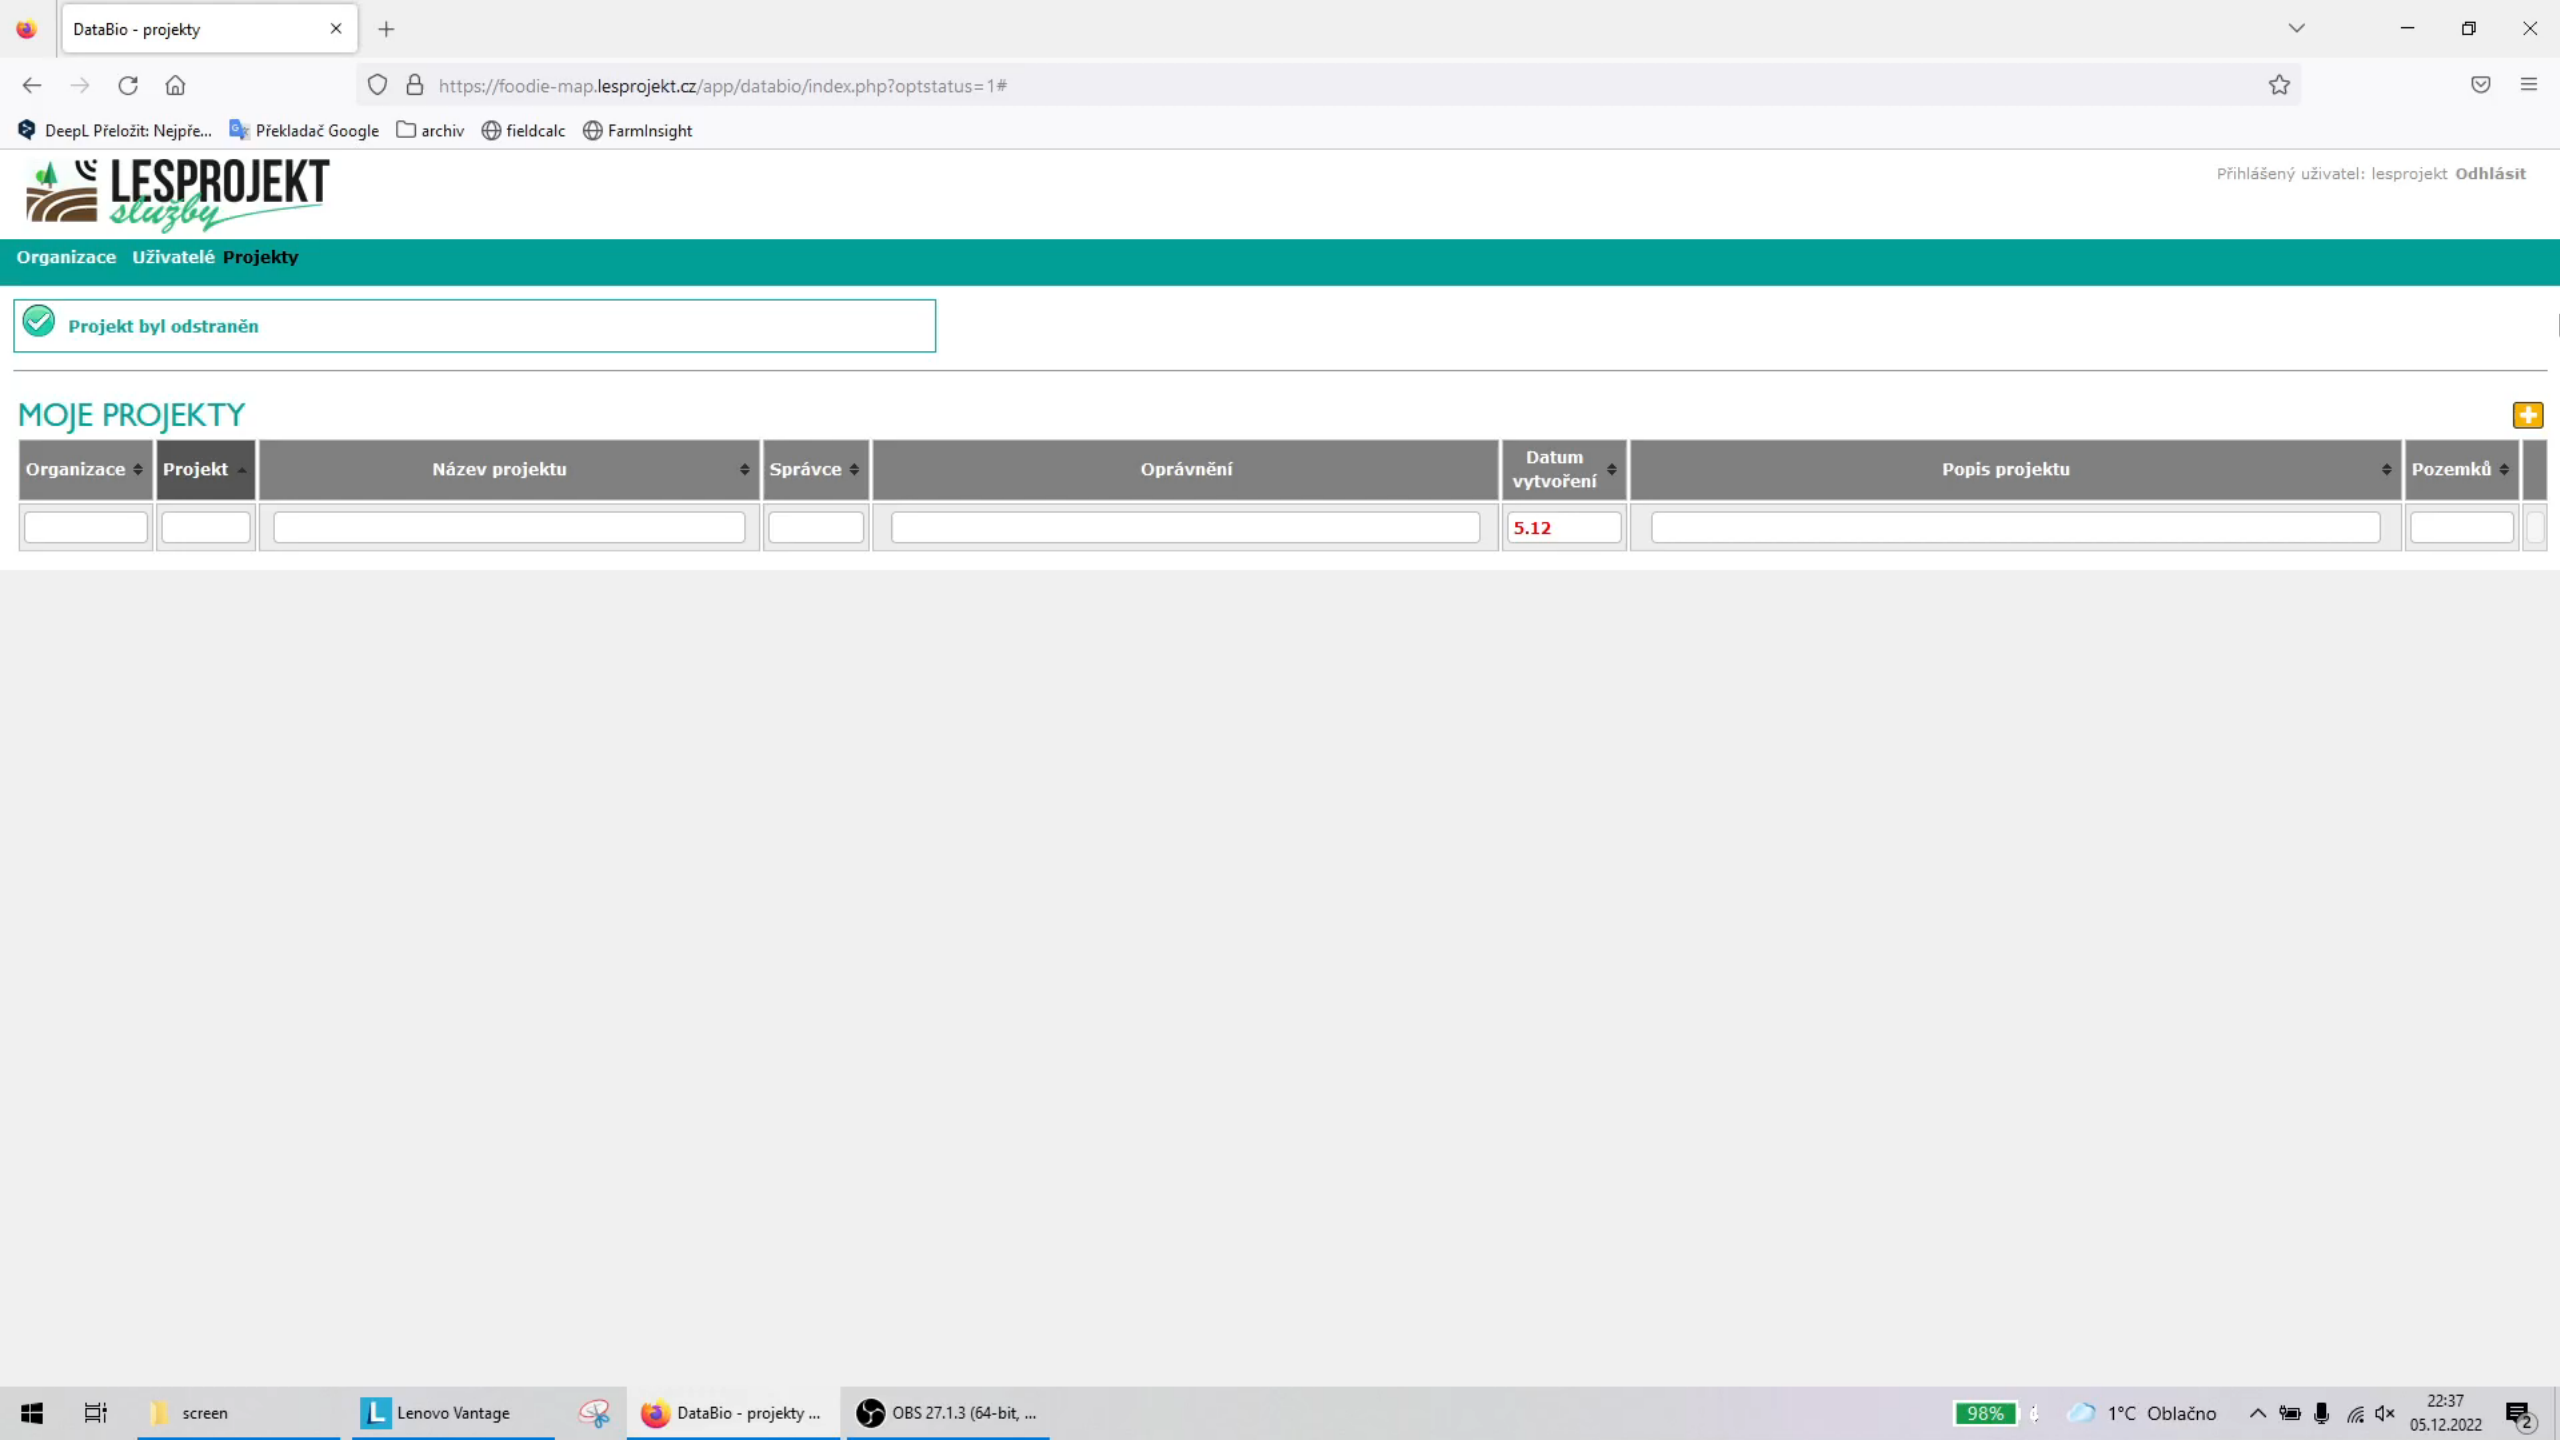 DataBio - projekty
https://foodie-map.lesprojekt.cz/app/databio/index.php?optstatus=1#
DeepL Přeložit: Nejpře... Překladač Google archiv fieldcalc FarmInsight
LESPROJEKT
služby
Přihlášený uživatel: lesprojekt Odhlásit
Organizace Uživatelé Projekty
Projekt byl odstraněn
MOJE PROJEKTY
Organizace Projekt Název projektu Správce Oprávnění Datum vytvoření Popis projektu Pozemků
5.12
screen Lenovo Vantage DataBio - projekty ... OBS 27.1.3 (64-bit, ... 98% 1°C Oblačno 22:37
05.12.2022 2